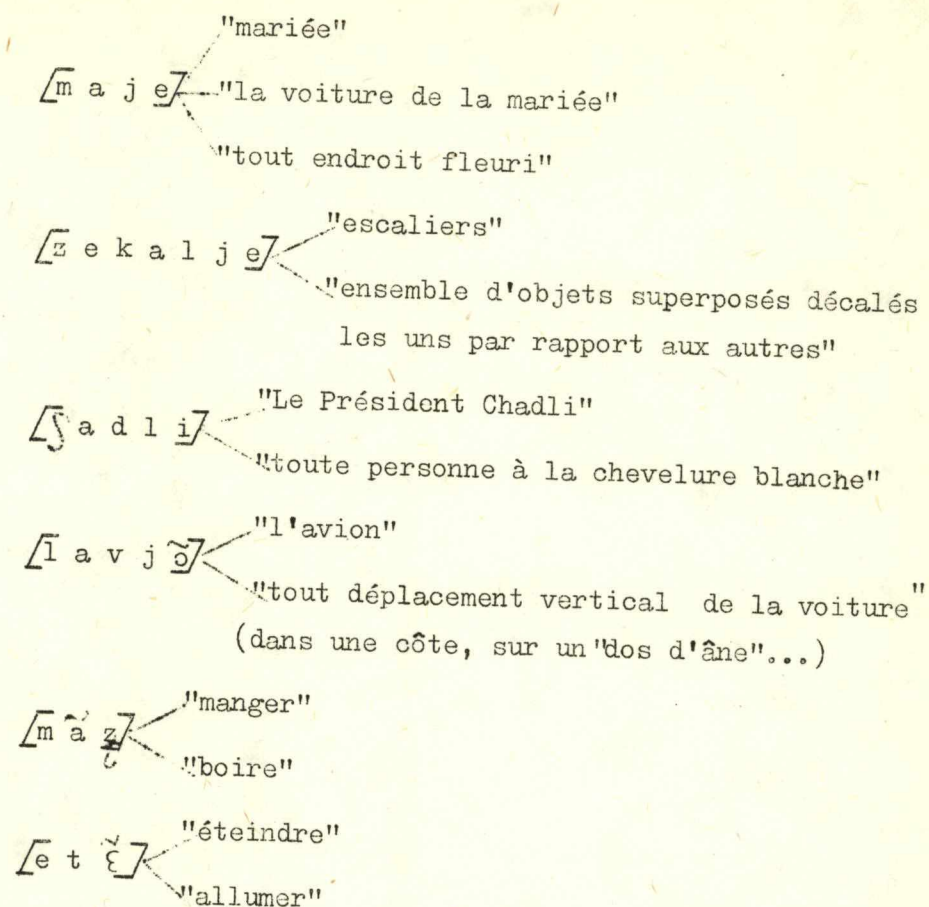 "mariée"
[m a j e] "la voiture de la mariée"
"tout endroit fleuri"
"escaliers"
[z e k a l j e]
"ensemble d'objets superposés décalés
les uns par rapport aux autres"
"Le Président Chadli"
[ʃ a d l i]
"toute personne à la chevelure blanche"
"l'avion"
[l a v j ɔ̃]
"tout déplacement vertical de la voiture"
(dans une côte, sur un "dos d'âne"...)
"manger"
[m ã ʒ]
"boire"
"éteindre"
[e t ɛ̃]
"allumer"